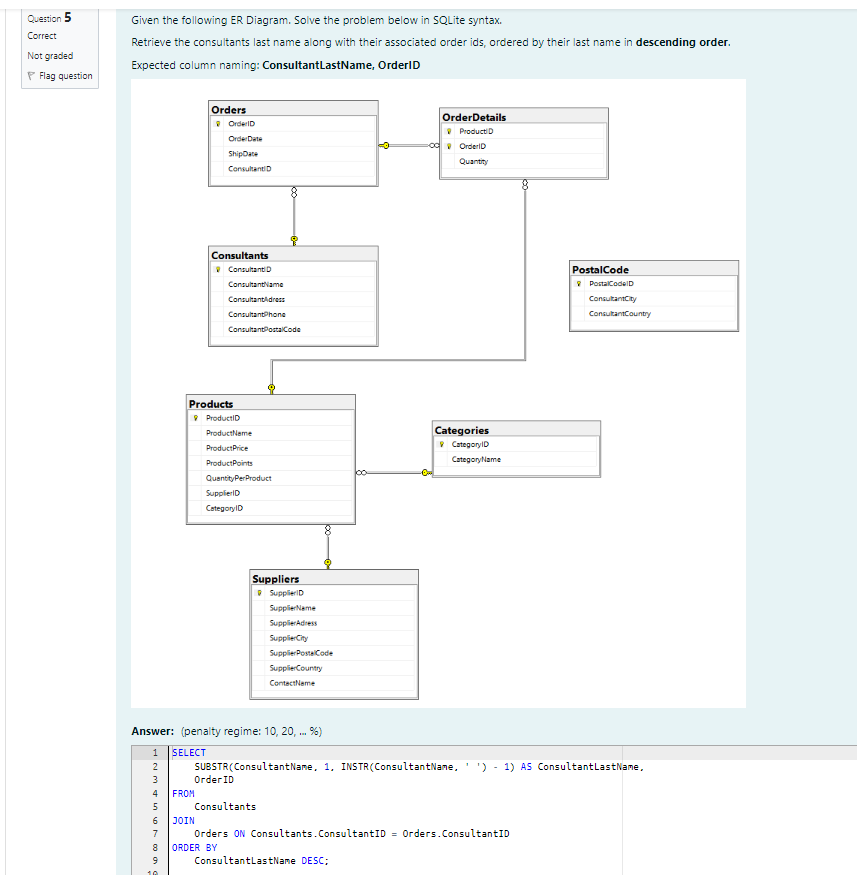 Question 5
Correct
Not graded
Flag question
Given the following ER Diagram. Solve the problem below in SQLite syntax.
Retrieve the consultants last name along with their associated order ids, ordered by their last name in descending order.
Expected column naming: ConsultantLastName, OrderID
Orders
OrderID
OrderDate
ShipDate
ConsultantID
OrderDetails
ProductID
OrderID
Quantity
Consultants
ConsultantID
ConsultantName
ConsultantAdress
ConsultantPhone
ConsultantPostalCode
PostalCode
PostalCodeID
ConsultantCity
ConsultantCountry
Products
ProductID
ProductName
ProductPrice
ProductPoints
QuantityPerProduct
SupplierID
CategoryID
Categories
CategoryID
CategoryName
Suppliers
SupplierID
SupplierName
SupplierAdress
SupplierCity
SupplierPostalCode
SupplierCountry
ContactName
Answer: (penalty regime: 10, 20, ... %)
1 SELECT
2 SUBSTR(ConsultantName, 1, INSTR(ConsultantName, ' ') - 1) AS ConsultantLastName,
3 OrderID
4 FROM
5 Consultants
6 JOIN
7 Orders ON Consultants.ConsultantID = Orders.ConsultantID
8 ORDER BY
9 ConsultantLastName DESC;
10